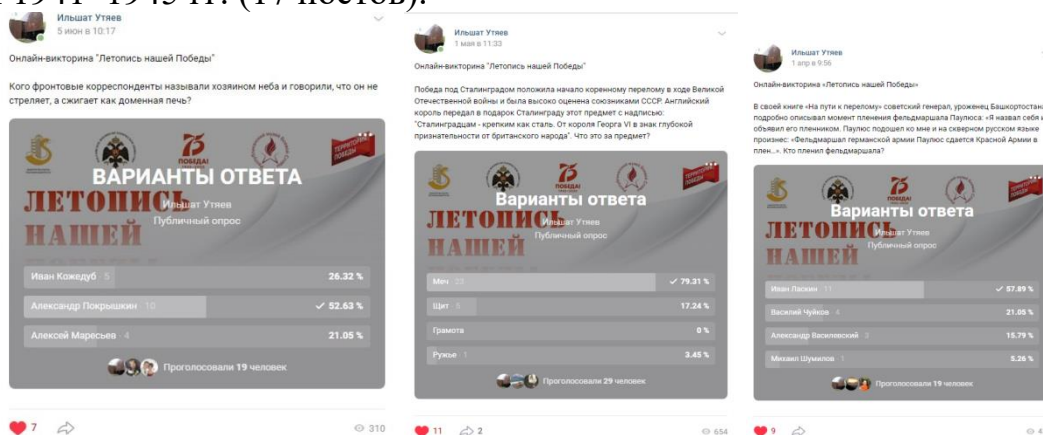 1941-1945 гг. (17 постов).
Ильшат Утяев
5 июн в 10:17
Онлайн-викторина "Летопись нашей Победы"
Кого фронтовые корреспонденты называли хозяином неба и говорили, что он не
стреляет, а сжигает как доменная печь?
75
ПОБЕДА!
ТЕРРИТОРИЯ
ПОБЕДЫ
ВАРИАНТЫ ОТВЕТА
ЛЕТОПИСЬ
Ильшат Утяев
Публичный опрос
НАШЕЙ
Иван Кожедуб · 5 26.32 %
Александр Покрышкин · 10 ✓ 52.63 %
Алексей Маресьев · 4 21.05 %
Проголосовали 19 человек
7 310
Ильшат Утяев
1 мая в 11:33
Онлайн-викторина "Летопись нашей Победы"
Победа под Сталинградом положила начало коренному перелому в ходе Великой
Отечественной войны и была высоко оценена союзниками СССР. Английский
король передал в подарок Сталинграду этот предмет с надписью:
"Сталинградцам - крепким как сталь. От короля Георга VI в знак глубокой
признательности от британского народа". Что это за предмет?
75
Варианты ответа
ЛЕТОПИСЬ
Ильшат Утяев
Публичный опрос
НАШЕЙ
Меч · 23 ✓ 79.31 %
Щит · 5 17.24 %
Грамота 0 %
Ружье · 1 3.45 %
Проголосовали 29 человек
11 2 654
Ильшат Утяев
1 апр в 9:56
Онлайн-викторина «Летопись нашей Победы»
В своей книге «На пути к перелому» советский генерал, уроженец Башкортостана
подробно описывал момент пленения фельдмаршала Паулюса: «Я назвал себя и
объявил его пленником. Паулюс подошел ко мне и на скверном русском языке
произнес: «Фельдмаршал германской армии Паулюс сдается Красной Армии в
плен...». Кто пленил фельдмаршала?
75
Варианты ответа
ЛЕТОПИСЬ
Ильшат Утяев
Публичный опрос
НАШЕЙ
Иван Ласкин · 11 ✓ 57.89 %
Василий Чуйков · 4 21.05 %
Александр Василевский · 3 15.79 %
Михаил Шумилов · 1 5.26 %
Проголосовали 19 человек
9